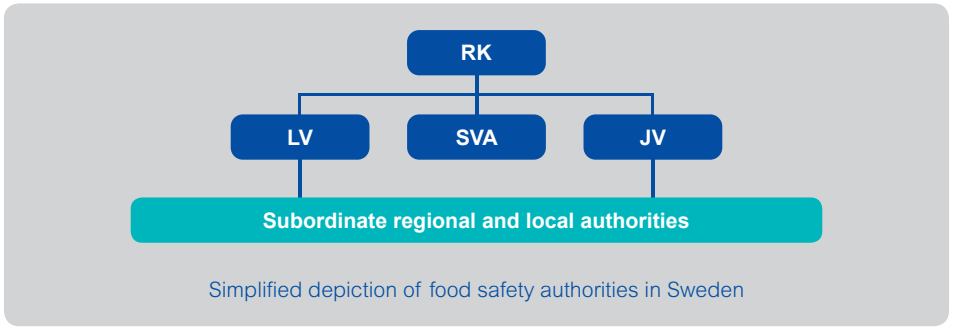 RK
LV
SVA
JV
Subordinate regional and local authorities
Simplified depiction of food safety authorities in Sweden